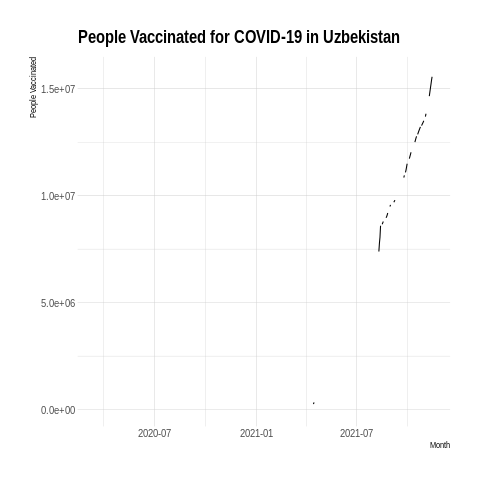 People Vaccinated for COVID-19 in Uzbekistan
People Vaccinated
1.5e+07
1.0e+07
5.0e+06
0.0e+00
2020-07 2021-01 2021-07
Month